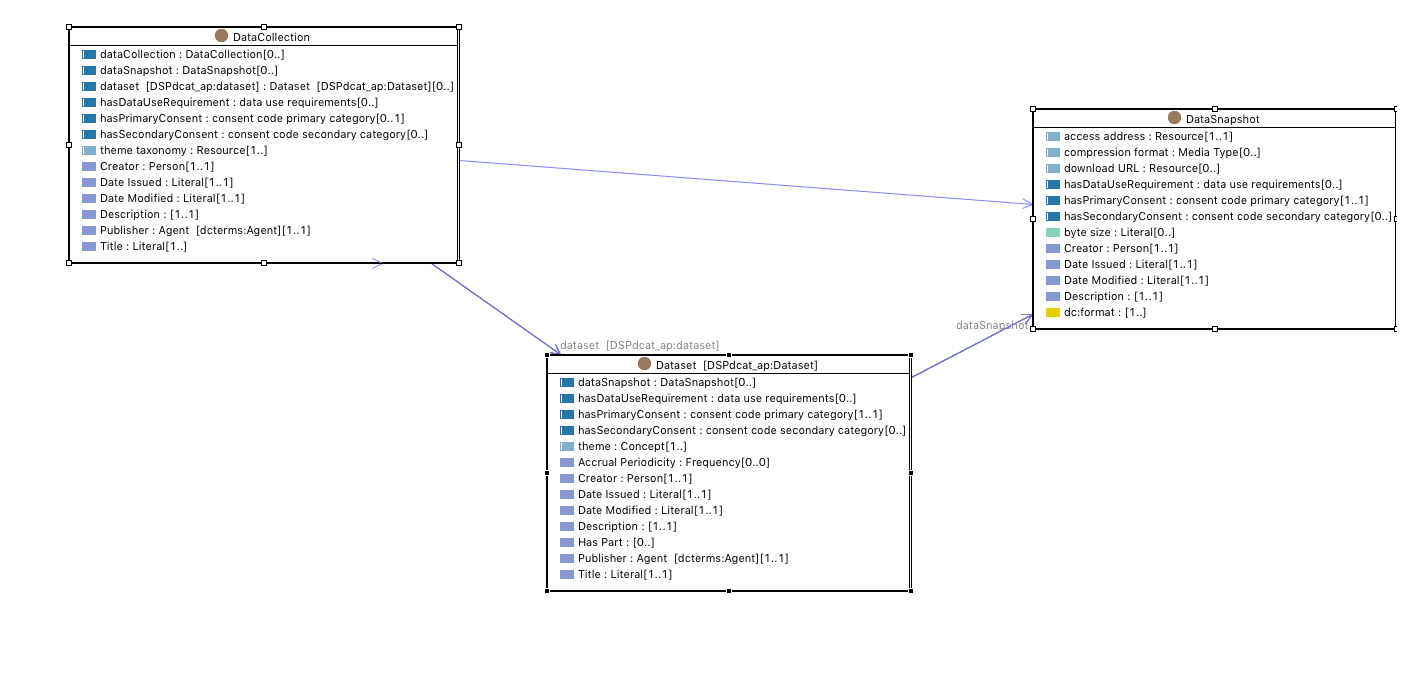 DataCollection
dataCollection : DataCollection[0..]
dataSnapshot : DataSnapshot[0..]
dataset [DSPdcat_ap:dataset] : Dataset [DSPdcat_ap:Dataset][0..]
hasDataUseRequirement : data use requirements[0..]
hasPrimaryConsent : consent code primary category[0..1]
hasSecondaryConsent : consent code secondary category[0..]
theme taxonomy : Resource[1..]
Creator : Person[1..1]
Date Issued : Literal[1..1]
Date Modified : Literal[1..1]
Description : [1..1]
Publisher : Agent [dcterms:Agent][1..1]
Title : Literal[1..]
DataSnapshot
access address : Resource[1..1]
compression format : Media Type[0..]
download URL : Resource[0..]
hasDataUseRequirement : data use requirements[0..]
hasPrimaryConsent : consent code primary category[1..1]
hasSecondaryConsent : consent code secondary category[0..]
byte size : Literal[0..]
Creator : Person[1..1]
Date Issued : Literal[1..1]
Date Modified : Literal[1..1]
Description : [1..1]
dc:format : [1..]
dataSnapshot
dataset [DSPdcat_ap:dataset]
Dataset [DSPdcat_ap:Dataset]
dataSnapshot : DataSnapshot[0..]
hasDataUseRequirement : data use requirements[0..]
hasPrimaryConsent : consent code primary category[1..1]
hasSecondaryConsent : consent code secondary category[0..]
theme : Concept[1..]
Accrual Periodicity : Frequency[0..0]
Creator : Person[1..1]
Date Issued : Literal[1..1]
Date Modified : Literal[1..1]
Description : [1..1]
Has Part : [0..]
Publisher : Agent [dcterms:Agent][1..1]
Title : Literal[1..1]